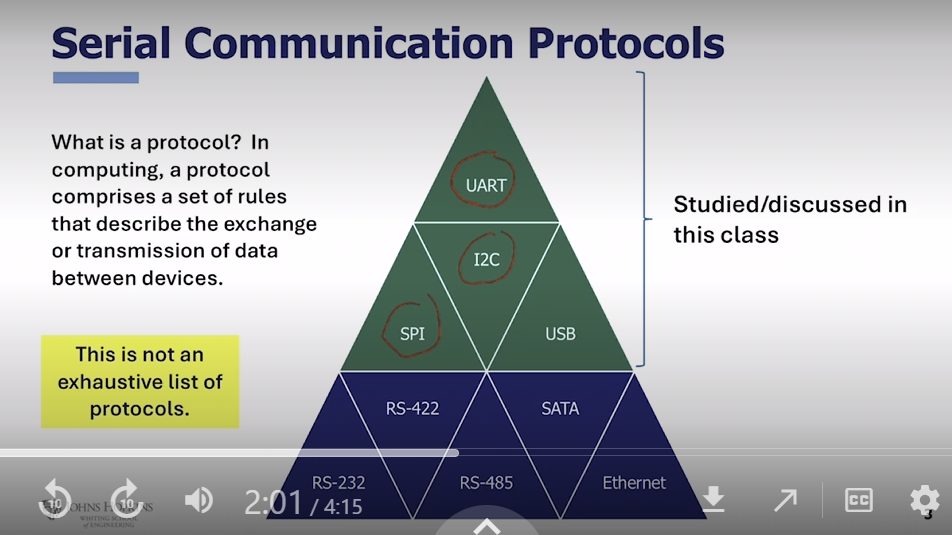 Serial Communication Protocols
What is a protocol? In
computing, a protocol
comprises a set of rules
that describe the exchange
or transmission of data
between devices.
This is not an
exhaustive list of
protocols.
UART
I2C
SPI
USB
RS-422
SATA
RS-232
RS-485
Ethernet
Studied/discussed in
this class
10
10
2:01 / 4:15
CC
JOHNS HOPKINS
WHITING SCHOOL
of ENGINEERING
3